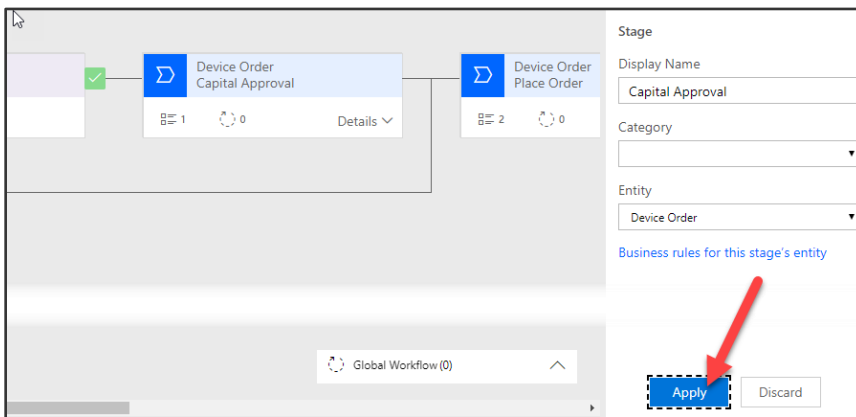 Device Order
Capital Approval
1
0
Details
Device Order
Place Order
2
0
Global Workflow (0)
Stage
Display Name
Capital Approval
Category
Entity
Device Order
Business rules for this stage's entity
Apply
Discard